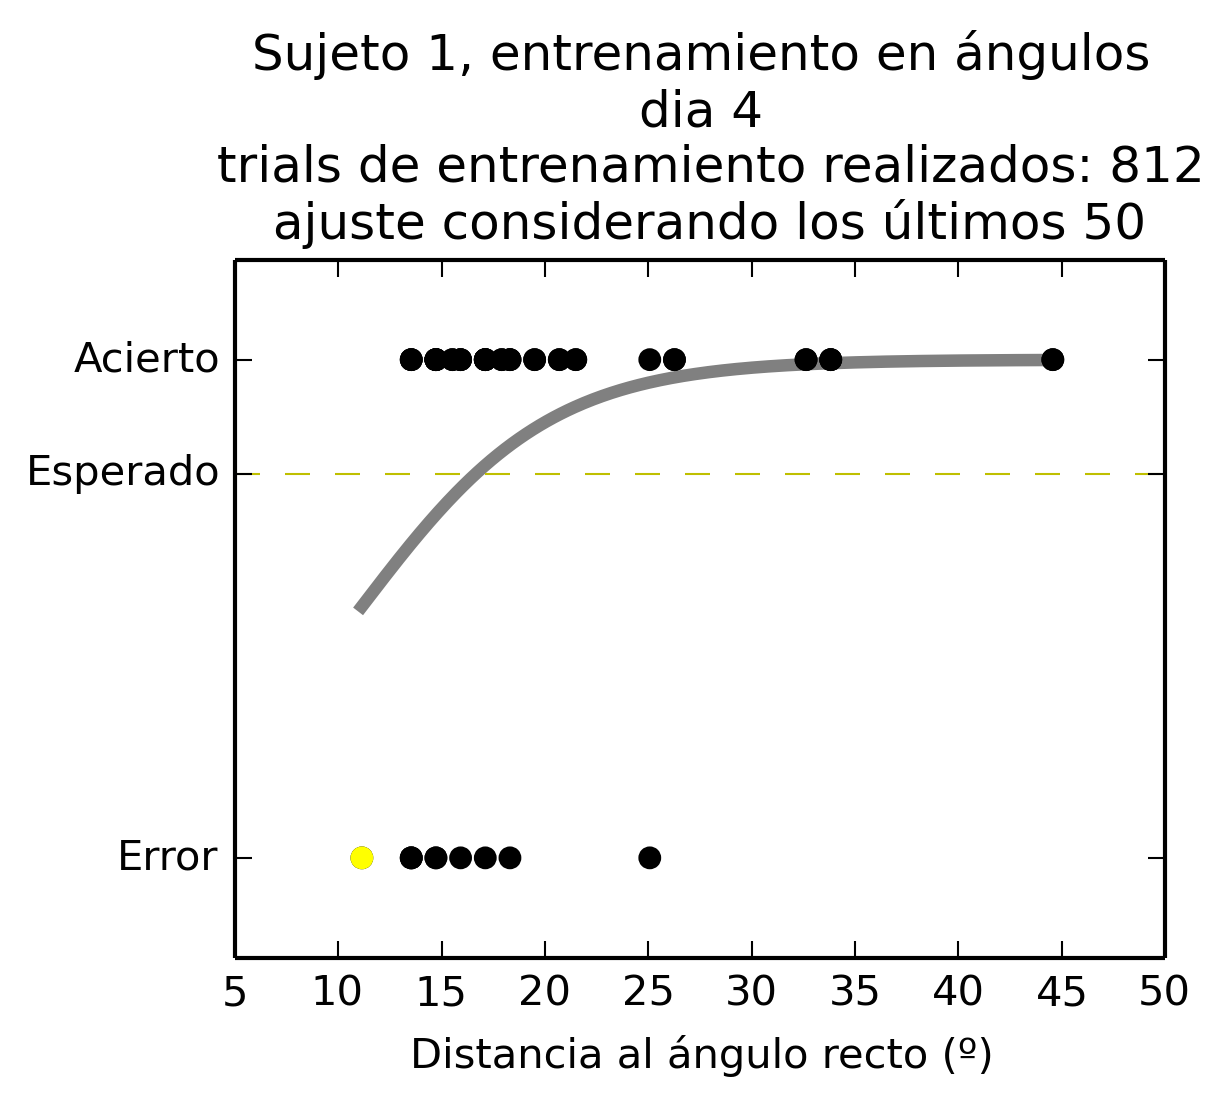 Sujeto 1, entrenamiento en ángulos
dia 4
trials de entrenamiento realizados: 812
ajuste considerando los últimos 50
Acierto
Esperado
Error
5 10 15 20 25 30 35 40 45 50
Distancia al ángulo recto (º)